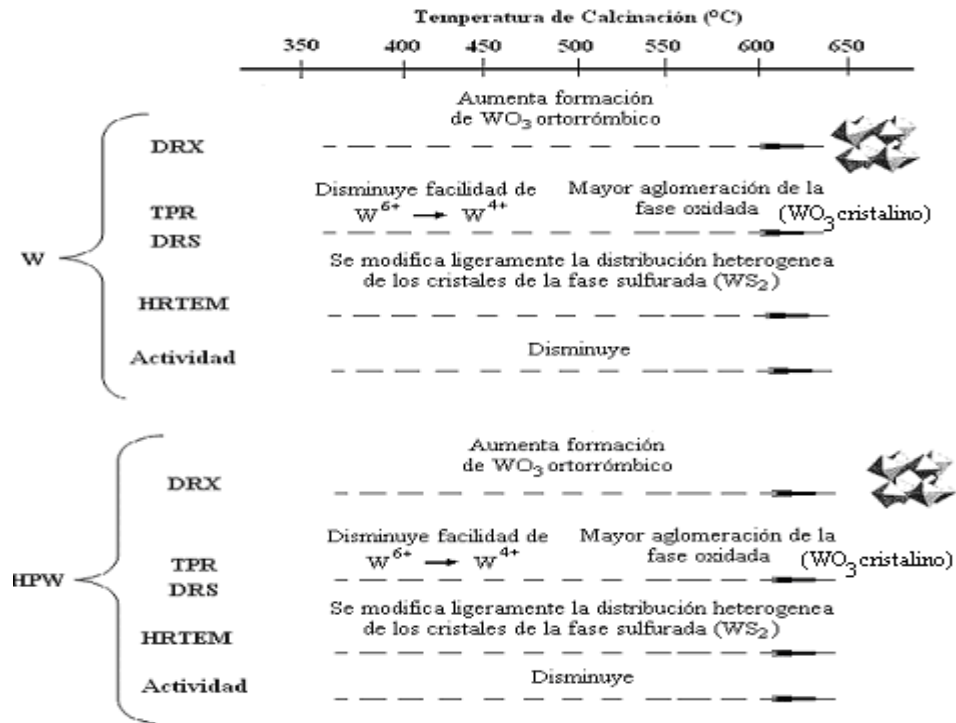 Temperatura de Calcinación (°C)
350 400 450 500 550 600 650
Aumenta formación
de WO₃ ortorrómbico
DRX
Disminuye facilidad de
W⁶⁺ → W⁴⁺
Mayor aglomeración de la
fase oxidada (WO₃ cristalino)
TPR
DRS
W
Se modifica ligeramente la distribución heterogenea
de los cristales de la fase sulfurada (WS₂)
HRTEM
Disminuye
Actividad
Aumenta formación
de WO₃ ortorrómbico
DRX
Disminuye facilidad de
W⁶⁺ → W⁴⁺
Mayor aglomeración de la
fase oxidada (WO₃ cristalino)
TPR
DRS
HPW
Se modifica ligeramente la distribución heterogenea
de los cristales de la fase sulfurada (WS₂)
HRTEM
Disminuye
Actividad